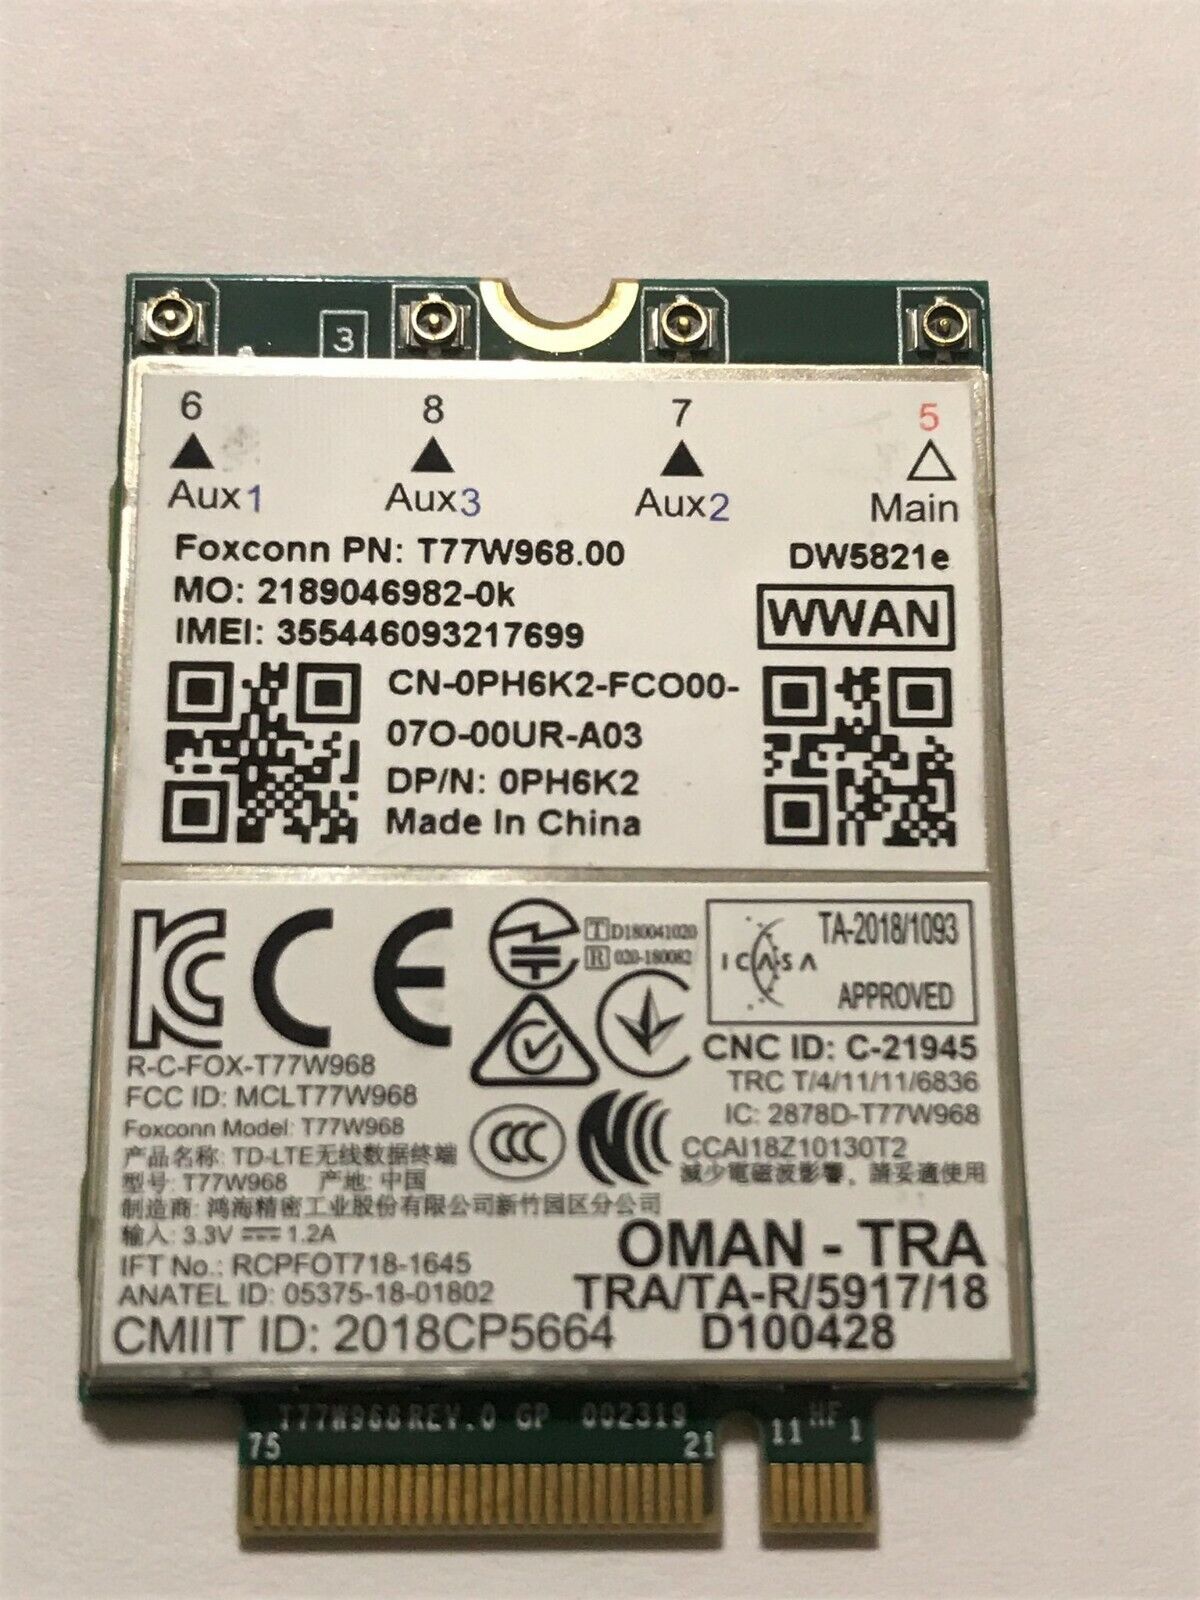 3
6 8 7 5
Aux1 Aux3 Aux2 Main
Foxconn PN: T77W968.00 DW5821e
MO: 2189046982-0k
WWAN
IMEI: 355446093217699
CN-0PH6K2-FCO00-
07O-00UR-A03
DP/N: 0PH6K2
Made In China
KC CE
T D180041020
R 020-180082
ICASA
TA-2018/1093
APPROVED
R-C-FOX-T77W968
CNC ID: C-21945
FCC ID: MCLT77W968
TRC T/4/11/11/6836
Foxconn Model: T77W968
IC: 2878D-T77W968
CCC
产品名称: TD-LTE无线数据终端
CCAI18Z10130T2
型号: T77W968 产地: 中国
減少電磁波影響，請妥適使用
制造商: 鸿海精密工业股份有限公司新竹园区分公司
输入: 3.3V 1.2A
OMAN - TRA
IFT No.: RCPFOT718-1645
TRA/TA-R/5917/18
ANATEL ID: 05375-18-01802
CMIIT ID: 2018CP5664
D100428
T77W968 REV.0 GP 002319 HF
75 21 11 1